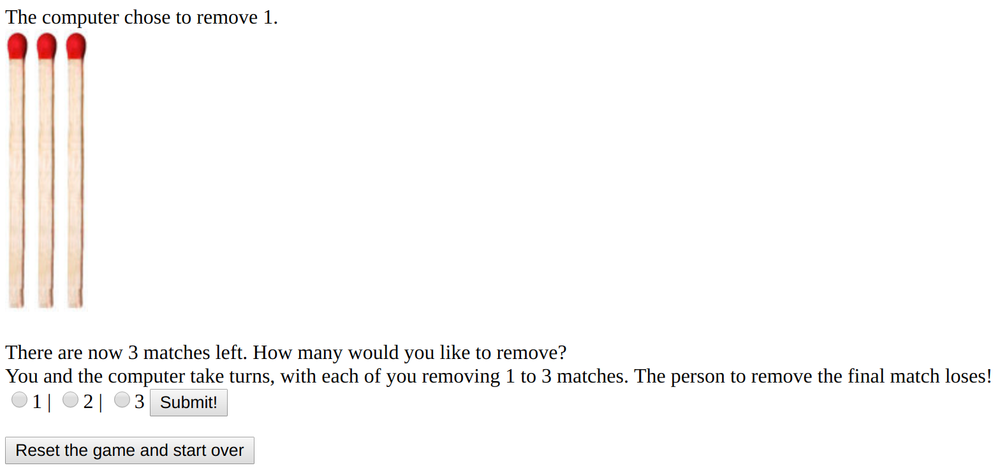 The computer chose to remove 1.
There are now 3 matches left. How many would you like to remove?
You and the computer take turns, with each of you removing 1 to 3 matches. The person to remove the final match loses!
1 | 2 | 3 Submit!
Reset the game and start over